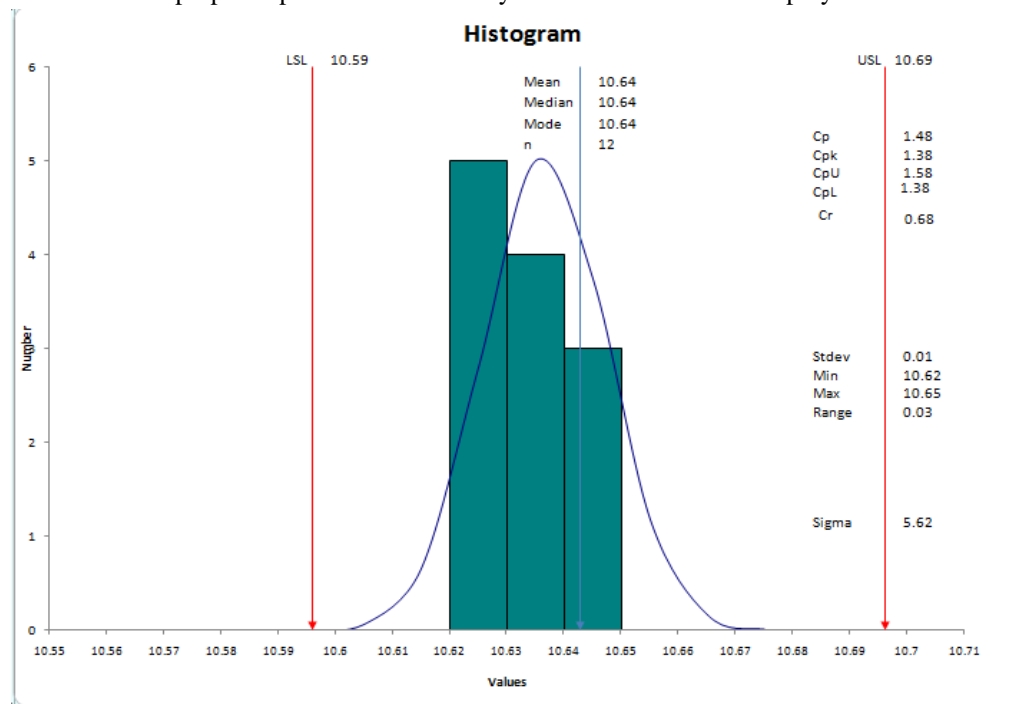 Histogram
LSL 10.59
USL 10.69
Mean 10.64
Median 10.64
Mode 10.64
n 12
Cp 1.48
Cpk 1.38
CpU 1.58
CpL 1.38
Cr 0.68
Stdev 0.01
Min 10.62
Max 10.65
Range 0.03
Sigma 5.62
Number
6
5
4
3
2
1
0
10.55 10.56 10.57 10.58 10.59 10.6 10.61 10.62 10.63 10.64 10.65 10.66 10.67 10.68 10.69 10.7 10.71
Values